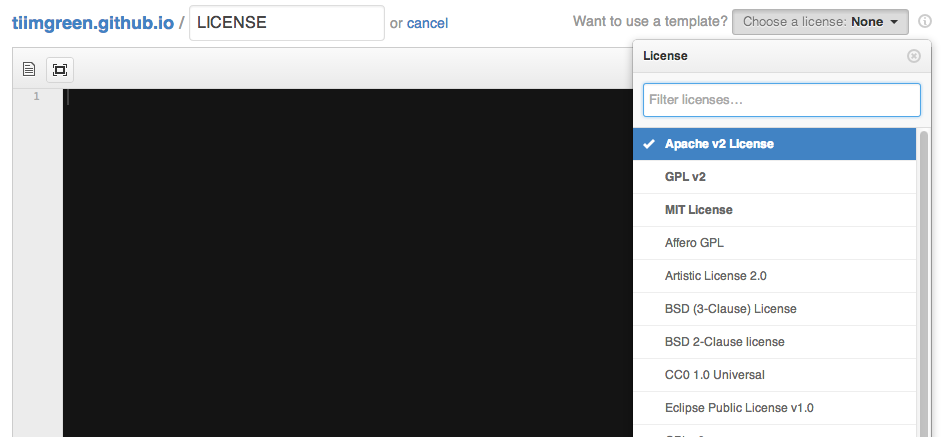 tiimgreen.github.io / LICENSE or cancel Want to use a template? Choose a license: None
License
Filter licenses...
1
Apache v2 License
GPL v2
MIT License
Affero GPL
Artistic License 2.0
BSD (3-Clause) License
BSD 2-Clause license
CC0 1.0 Universal
Eclipse Public License v1.0